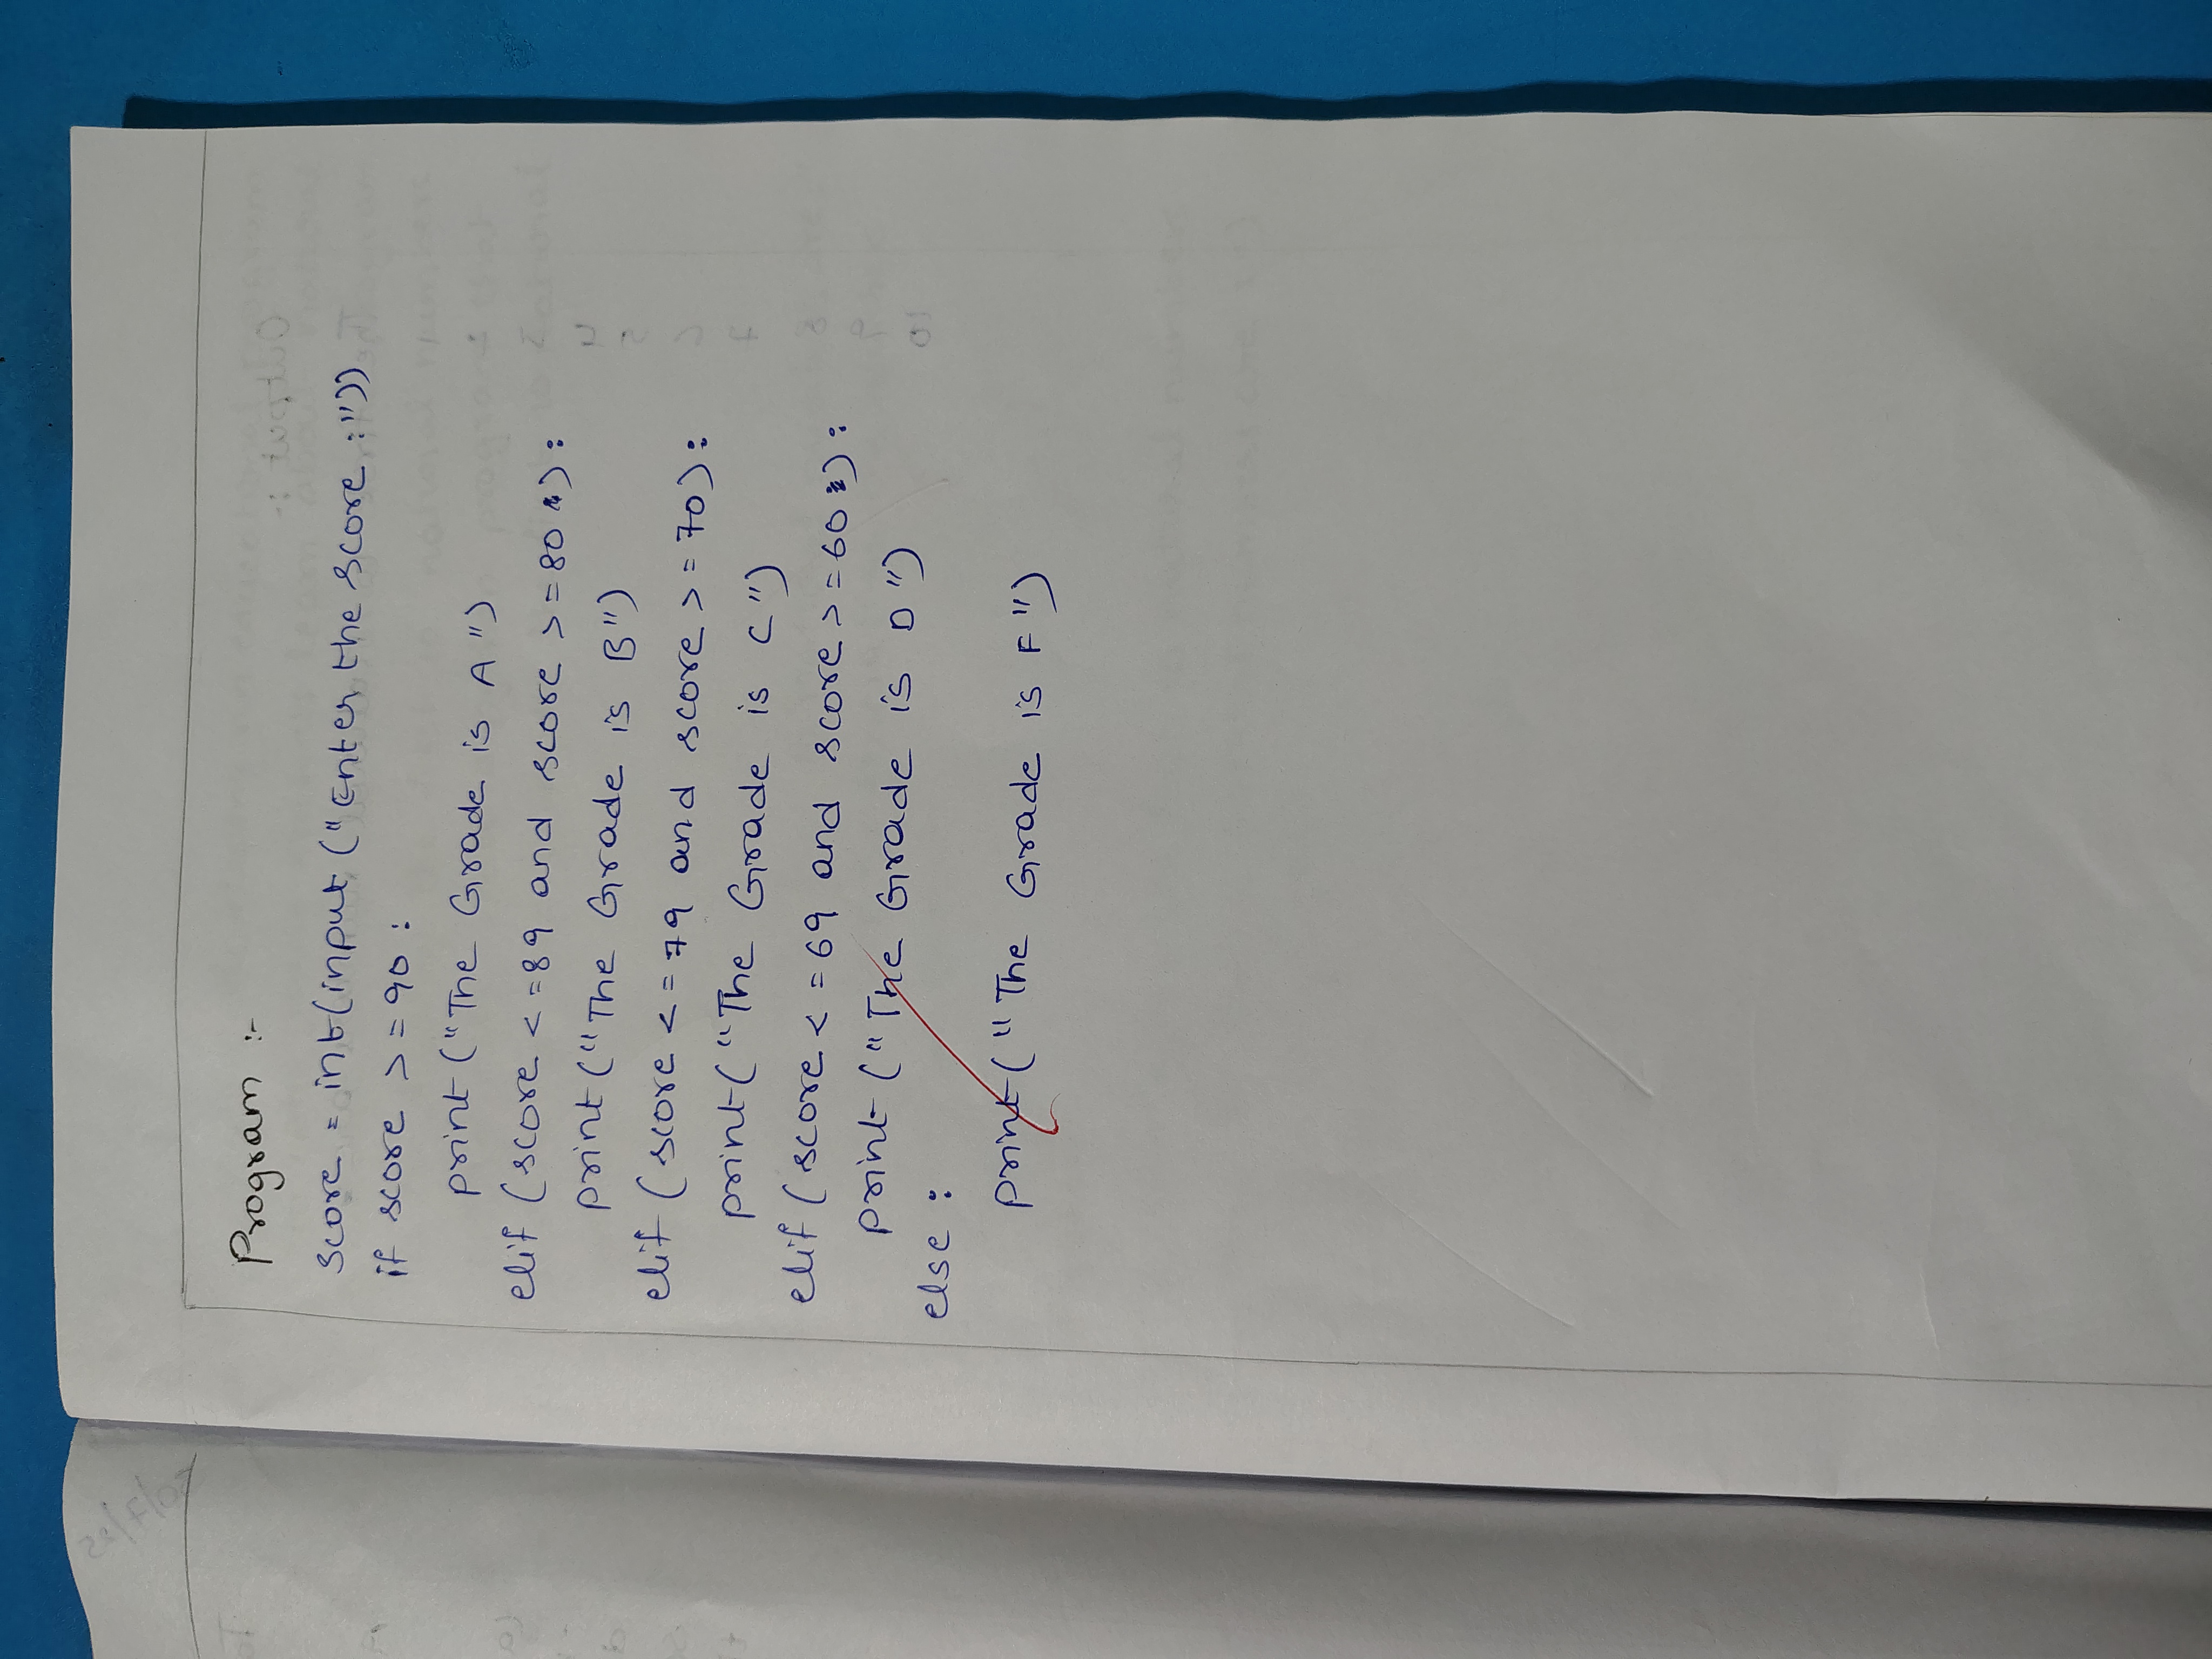 Program :-
score = int(input ("Enter the score :"))
if score >=90 :
print ("The Grade is A")
elif (score <=89 and score >=80):
print ("The Grade is B")
elif (score <=79 and score >=70):
print ("The Grade is C")
elif (score <=69 and score >=60):
print ("The Grade is D")
else :
print ("The Grade is F")